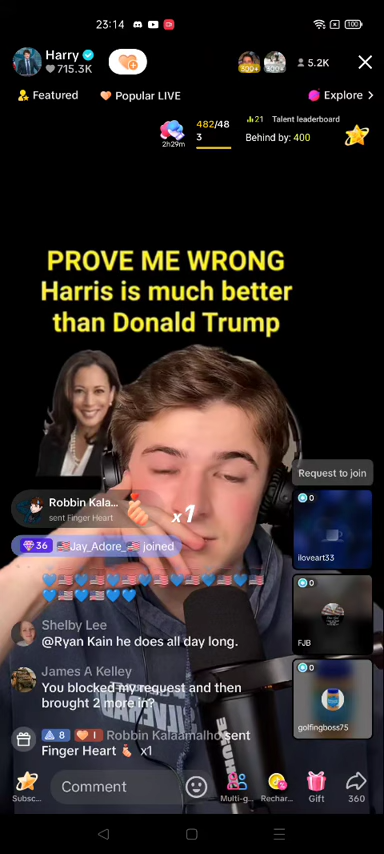 23:14
100
Harry
715.3K
300+
300+
5.2K
Featured
Popular LIVE
Explore
2h29m
482/48
3
21 Talent leaderboard
Behind by: 400
PROVE ME WRONG
Harris is much better
than Donald Trump
Request to join
Robbin Kala...
sent Finger Heart
x1
0
iloveart33
36 🇺🇸Jay_Adore_🇺🇸 joined
💙🇺🇸💙🇺🇸💙🇺🇸💙🇺🇸💙🇺🇸💙🇺🇸💙🇺🇸
💙🇺🇸💙🇺🇸💙💙
0
FJB
Shelby Lee
@Ryan Kain he does all day long.
James A Kelley
You blocked my request and then
brought 2 more in?
0
golfingboss75
8 1 Robbin Kalaamalho sent
Finger Heart x1
Comment
Subsc...
Multi-g...
Rechar...
Gift
360